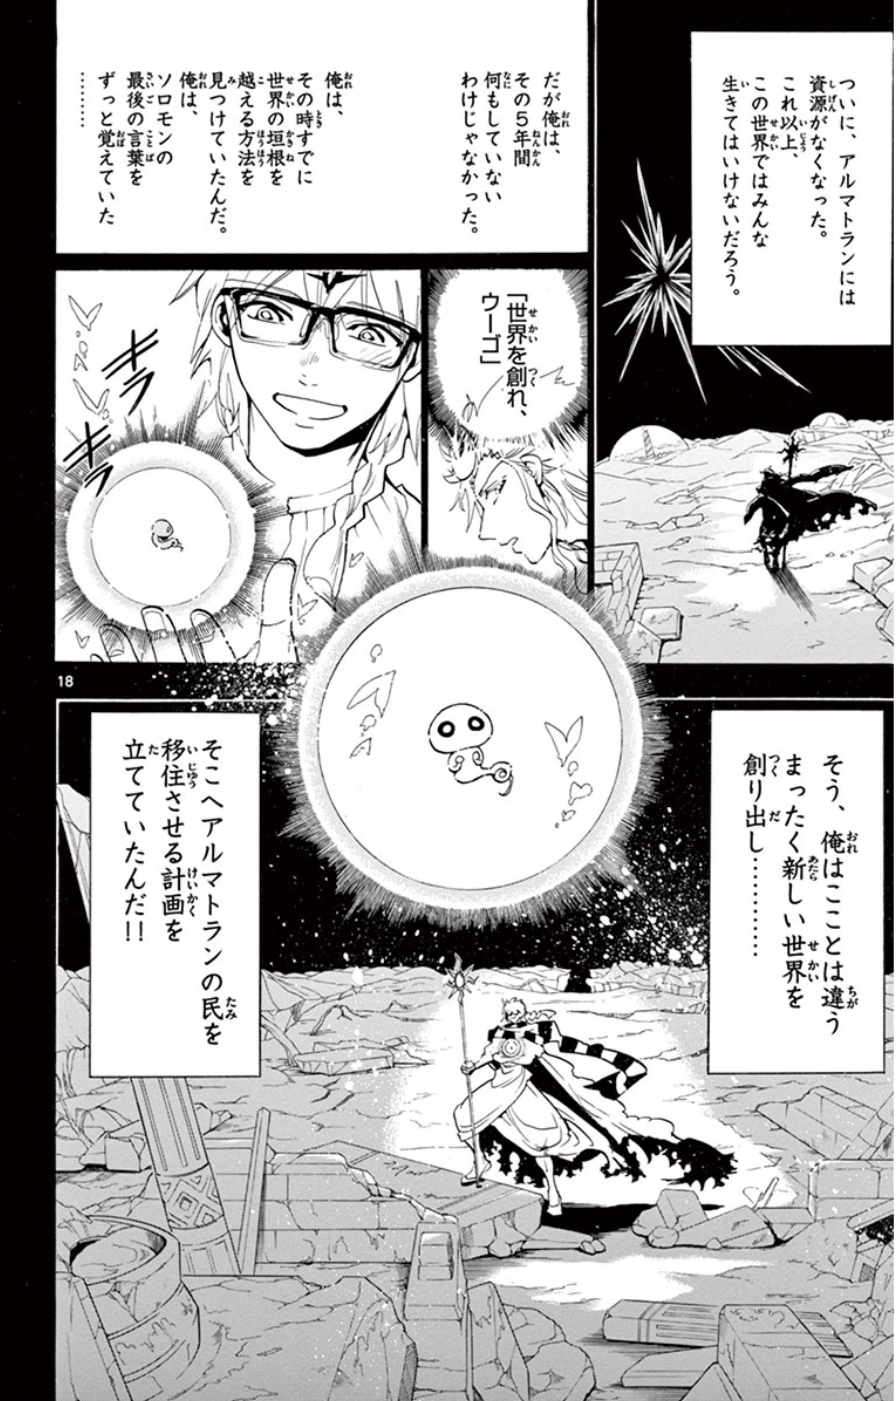 ついに、アルマトランには
資源がなくなった。
これ以上、
この世界ではみんな
生きてはいけないだろう。
だが俺は、
その5年間
何もしていない
わけじゃなかった。
俺は、
その時すでに
世界の垣根を
越える方法を
見つけていたんだ。
俺は、
ソロモンの
最後の言葉を
ずっと覚えていた
………
「世界を創れ、
ウーゴ」
キラ
キラ
18
そう、俺はここ​とは違う
まったく新しい世界を
創り出し…………
そこへアルマトランの民を
移住させる計画を
立てていたんだ!!